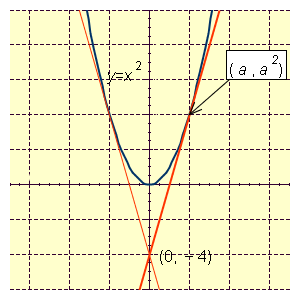 y=x²
(a, a²)
(0, −4)